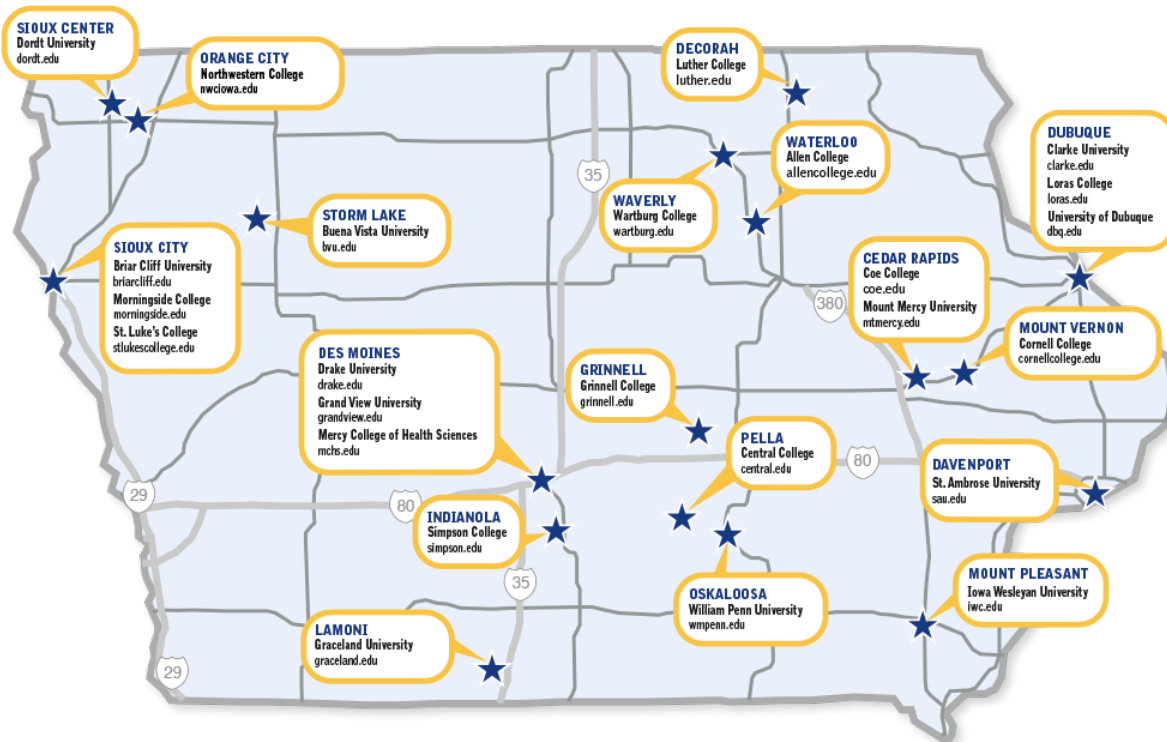 SIOUX CENTER
Dordt University
dordt.edu
ORANGE CITY
Northwestern College
nwciowa.edu
DECORAH
Luther College
luther.edu
DUBUQUE
Clarke University
clarke.edu
Loras College
loras.edu
University of Dubuque
dbq.edu
WATERLOO
Allen College
allencollege.edu
35
WAVERLY
Wartburg College
wartburg.edu
STORM LAKE
Buena Vista University
bvu.edu
SIOUX CITY
Briar Cliff University
briarcliff.edu
Morningside College
morningside.edu
St. Luke's College
stlukescollege.edu
CEDAR RAPIDS
Coe College
coe.edu
Mount Mercy University
mtmercy.edu
380
MOUNT VERNON
Cornell College
cornellcollege.edu
DES MOINES
Drake University
drake.edu
Grand View University
grandview.edu
Mercy College of Health Sciences
mchs.edu
GRINNELL
Grinnell College
grinnell.edu
PELLA
Central College
central.edu
80
DAVENPORT
St. Ambrose University
sau.edu
29
80
INDIANOLA
Simpson College
simpson.edu
35
OSKALOOSA
William Penn University
wmpenn.edu
MOUNT PLEASANT
Iowa Wesleyan University
iwc.edu
LAMONI
Graceland University
graceland.edu
29